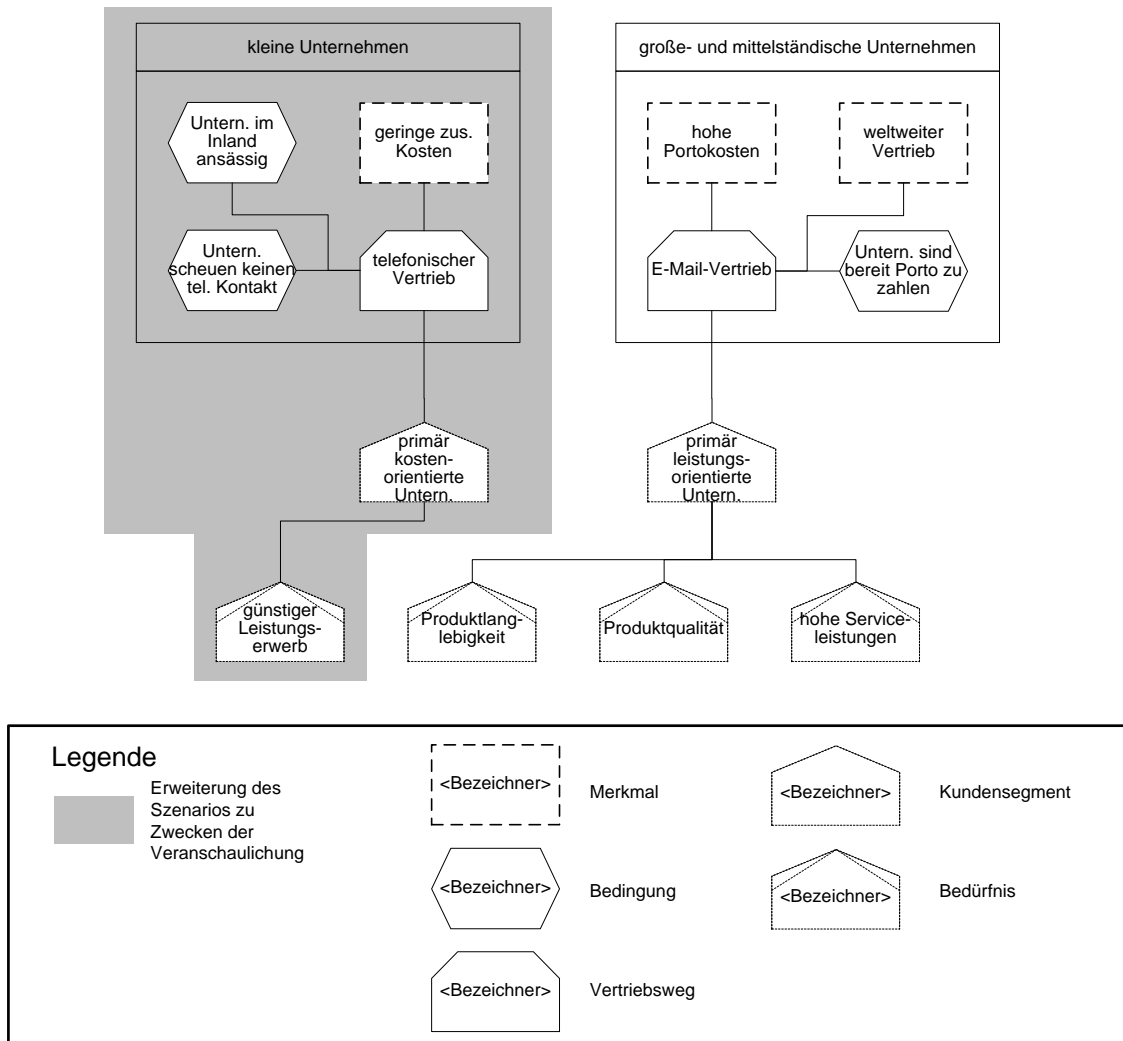 kleine Unternehmen
große- und mittelständische Unternehmen
Untern. im
Inland
ansässig
geringe zus.
Kosten
hohe
Portokosten
weltweiter
Vertrieb
Untern.
scheuen keinen
tel. Kontakt
telefonischer
Vertrieb
E-Mail-Vertrieb
Untern. sind
bereit Porto zu
zahlen
primär
kosten-
orientierte
Untern.
primär
leistungs-
orientierte
Untern.
günstiger
Leistungs-
erwerb
Produktlang-
lebigkeit
Produktqualität
hohe Service-
leistungen
Legende
Erweiterung des
Szenarios zu
Zwecken der
Veranschaulichung
<Bezeichner>
Merkmal
<Bezeichner>
Kundensegment
<Bezeichner>
Bedingung
<Bezeichner>
Bedürfnis
<Bezeichner>
Vertriebsweg